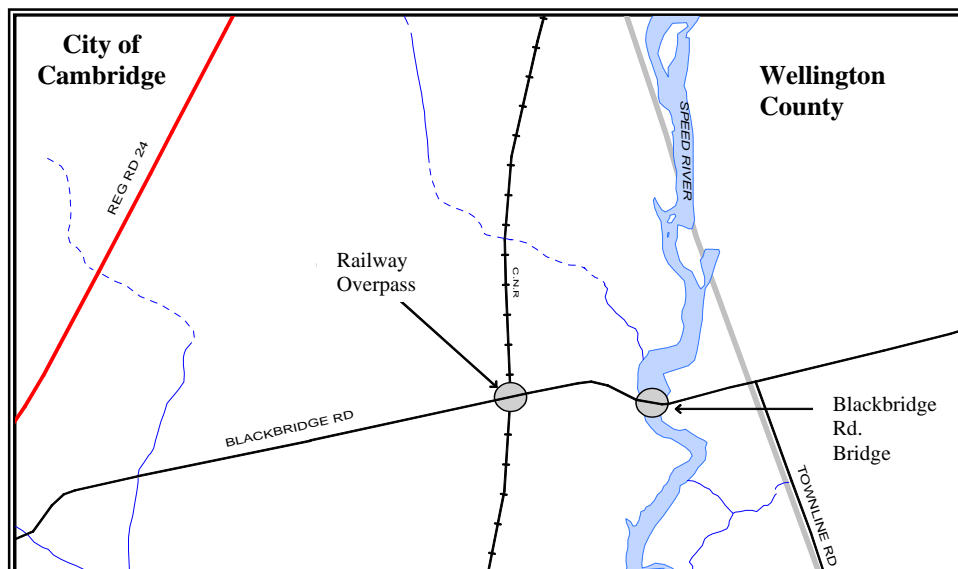 City of
Cambridge
Wellington
County
REG RD 24
SPEED RIVER
Railway
Overpass
C.N.R
BLACKBRIDGE RD
Blackbridge
Rd.
Bridge
TOWNLINE RD